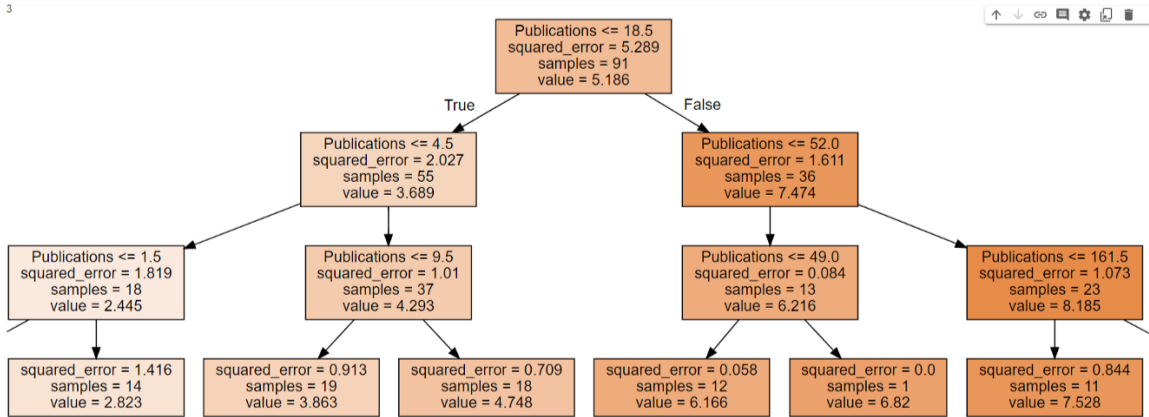 3
Publications <= 18.5
squared_error = 5.289
samples = 91
value = 5.186
True
False
Publications <= 4.5
squared_error = 2.027
samples = 55
value = 3.689
Publications <= 52.0
squared_error = 1.611
samples = 36
value = 7.474
Publications <= 1.5
squared_error = 1.819
samples = 18
value = 2.445
Publications <= 9.5
squared_error = 1.01
samples = 37
value = 4.293
Publications <= 49.0
squared_error = 0.084
samples = 13
value = 6.216
Publications <= 161.5
squared_error = 1.073
samples = 23
value = 8.185
squared_error = 1.416
samples = 14
value = 2.823
squared_error = 0.913
samples = 19
value = 3.863
squared_error = 0.709
samples = 18
value = 4.748
squared_error = 0.058
samples = 12
value = 6.166
squared_error = 0.0
samples = 1
value = 6.82
squared_error = 0.844
samples = 11
value = 7.528